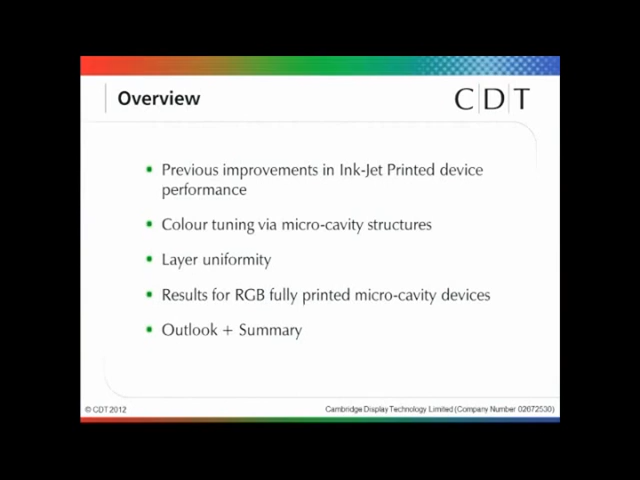 Overview
C|D|T
Previous improvements in Ink-Jet Printed device
performance
Colour tuning via micro-cavity structures
Layer uniformity
Results for RGB fully printed micro-cavity devices
Outlook + Summary
© CDT 2012
Cambridge Display Technology Limited (Company Number 02672530)